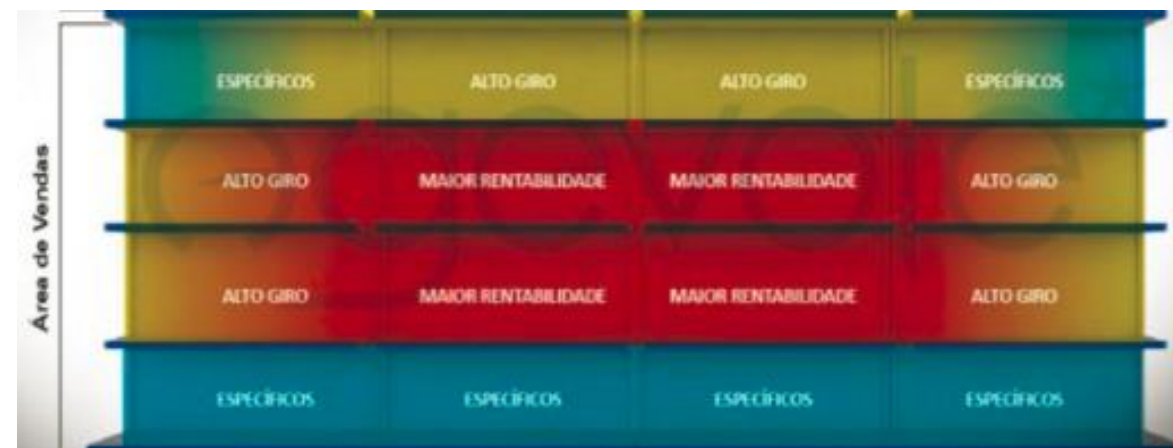 Área de Vendas
ESPECÍFICOS ALTO GIRO ALTO GIRO ESPECÍFICOS
ALTO GIRO MAIOR RENTABILIDADE MAIOR RENTABILIDADE ALTO GIRO
ALTO GIRO MAIOR RENTABILIDADE MAIOR RENTABILIDADE ALTO GIRO
ESPECÍFICOS ESPECÍFICOS ESPECÍFICOS ESPECÍFICOS